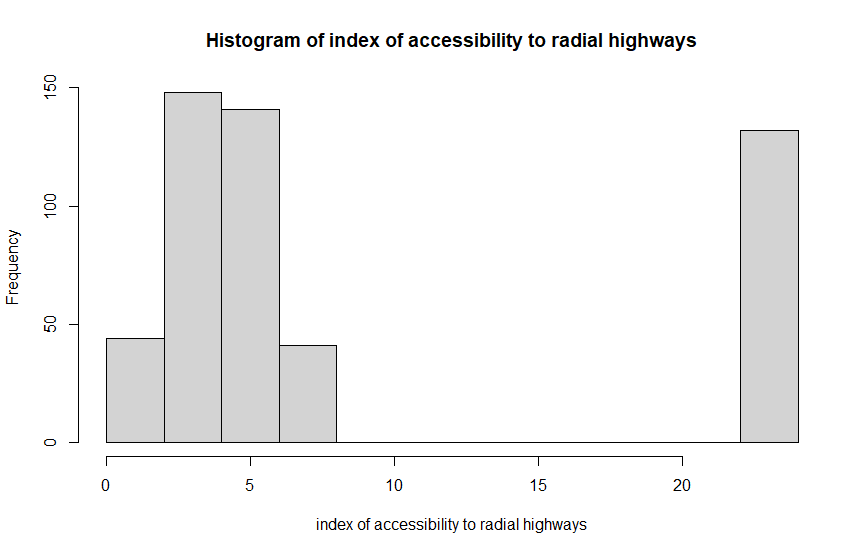 Histogram of index of accessibility to radial highways
Frequency
150
100
50
0
0 5 10 15 20
index of accessibility to radial highways